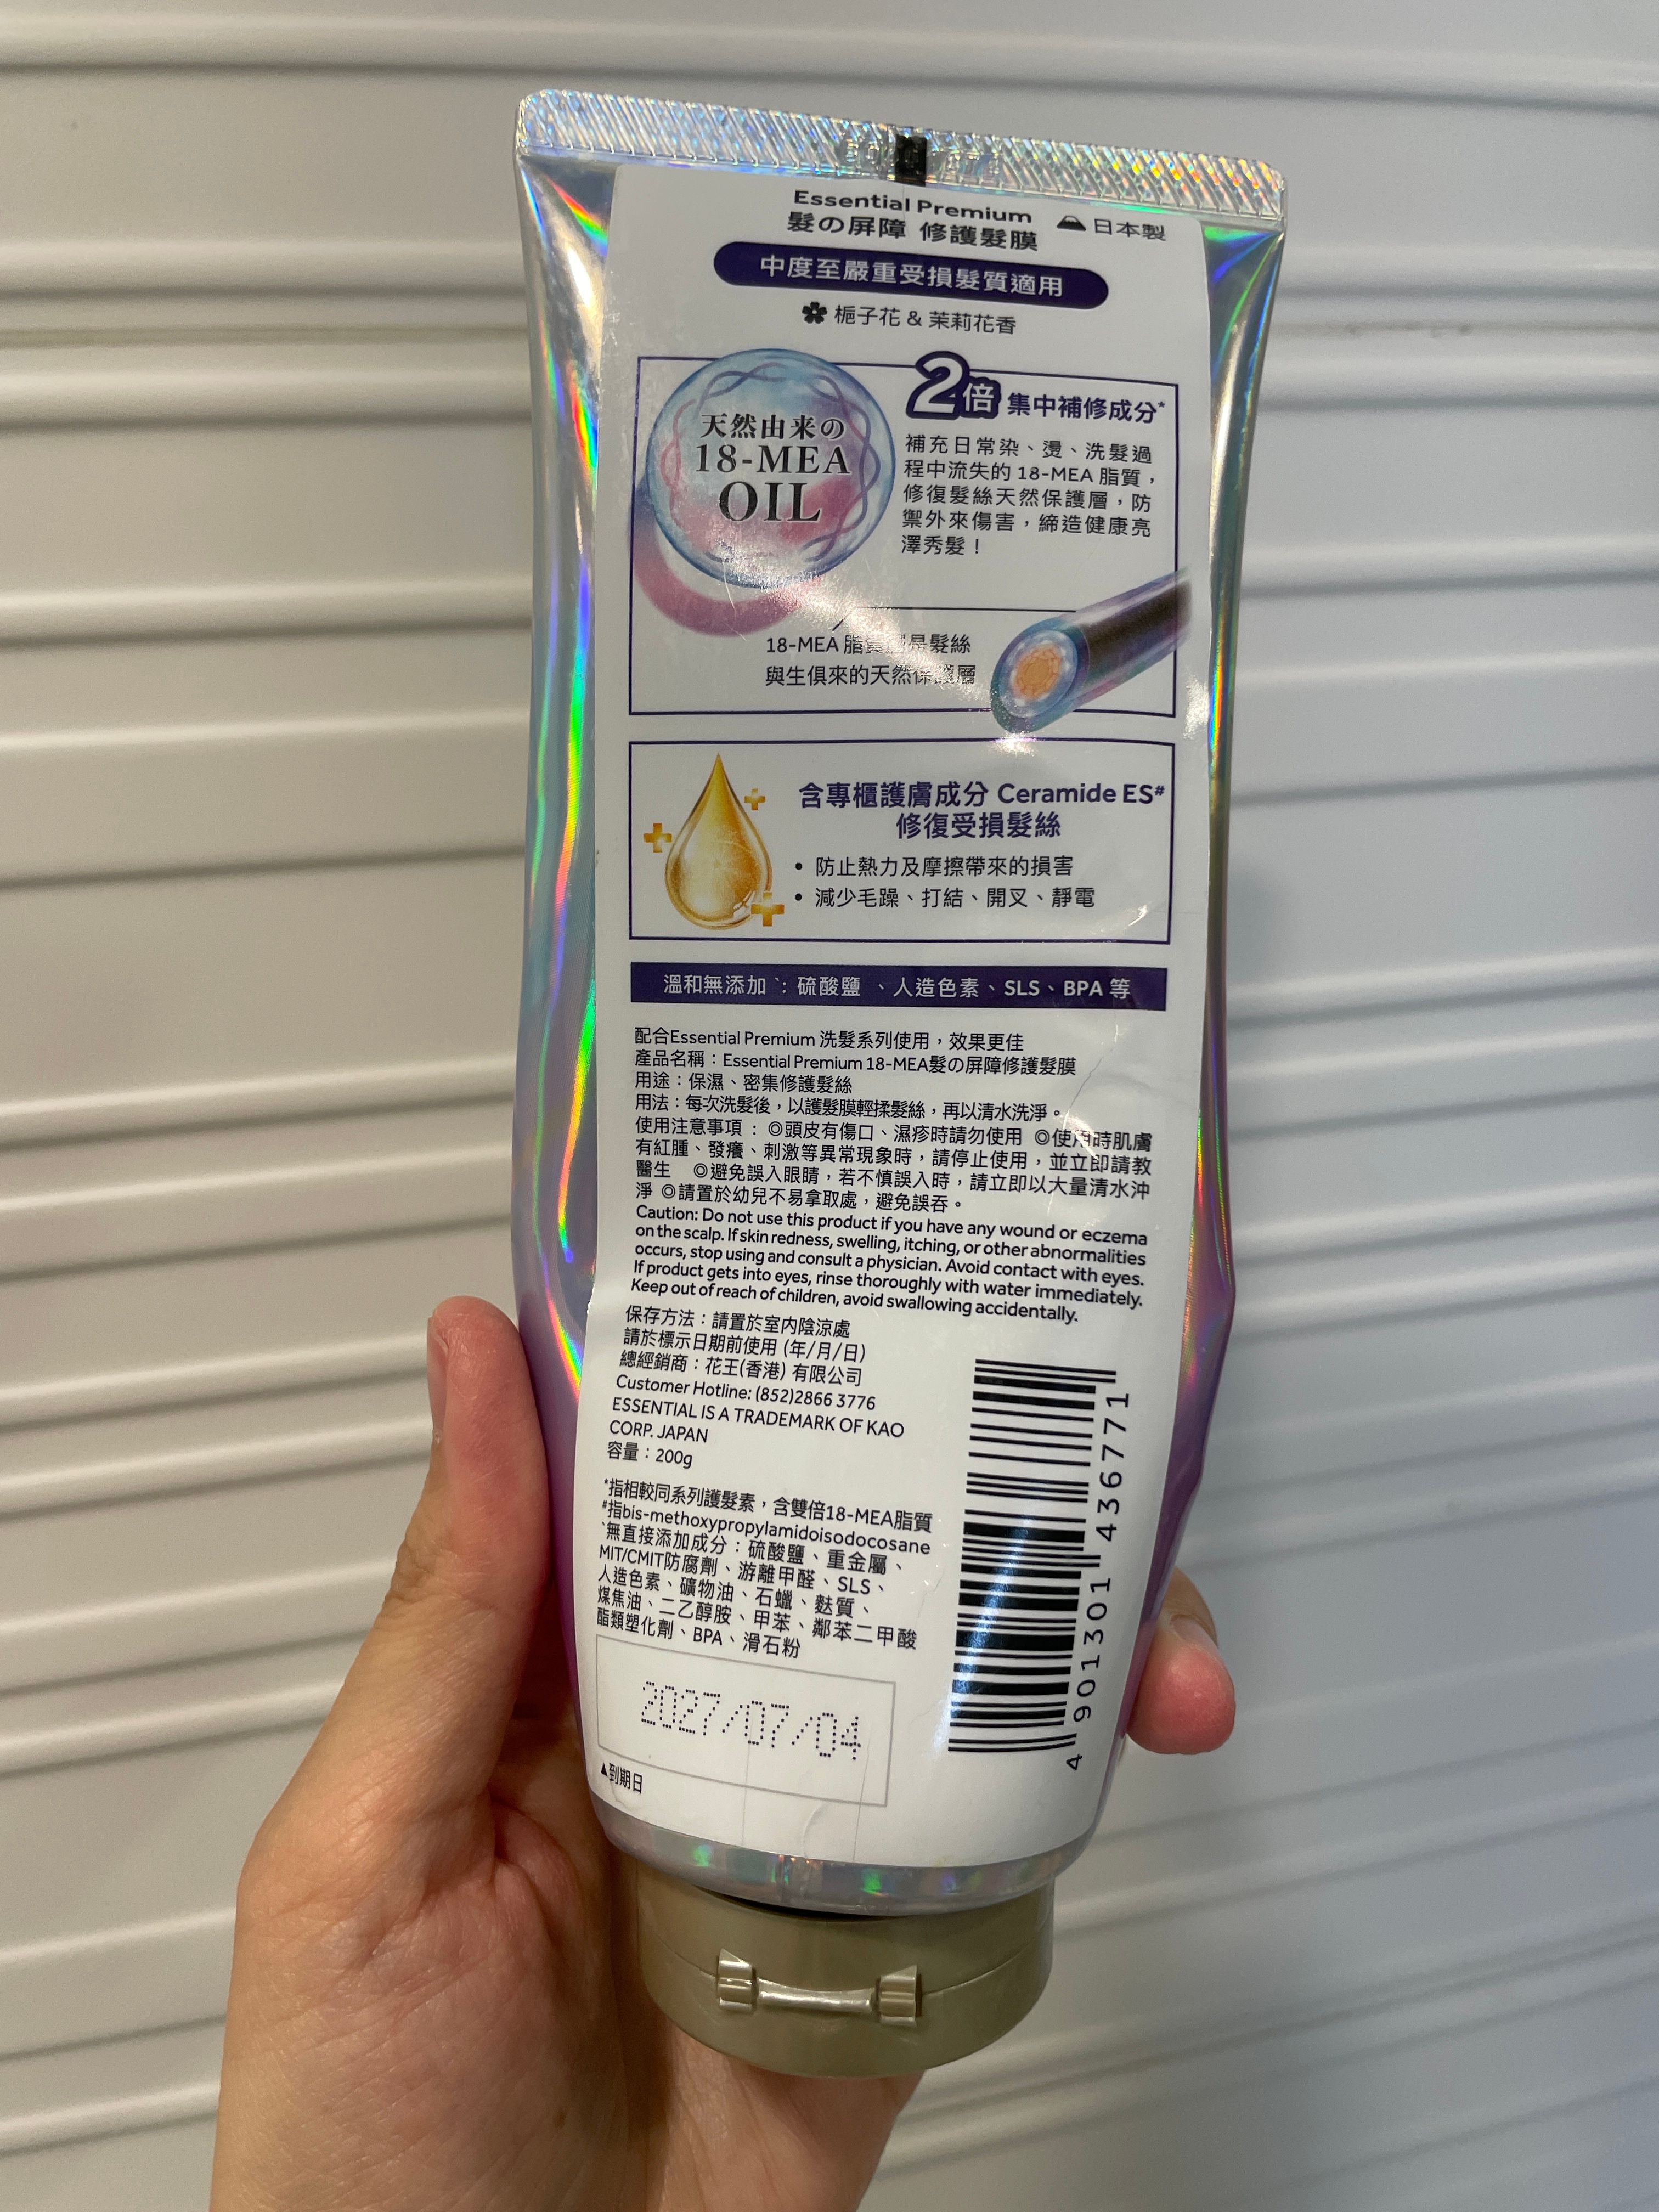 Essential Premium
髮の屏障 修護髮膜
日本製
中度至嚴重受損髮質適用
梔子花 & 茉莉花香
天然由来の
18-MEA
OIL
2倍 集中補修成分*
補充日常染、燙、洗髮過
程中流失的 18-MEA 脂質，
修復髮絲天然保護層，防
禦外來傷害，締造健康亮
澤秀髮！
18-MEA 脂質層是髮絲
與生俱來的天然保護層
含專櫃護膚成分 Ceramide ES#
修復受損髮絲
• 防止熱力及摩擦帶來的損害
• 減少毛躁、打結、開叉、靜電
溫和無添加`: 硫酸鹽 、人造色素、SLS、BPA 等
配合Essential Premium 洗髮系列使用，效果更佳
產品名稱：Essential Premium 18-MEA髮の屏障修護髮膜
用途：保濕、密集修護髮絲
用法：每次洗髮後，以護髮膜輕揉髮絲，再以清水洗淨。
使用注意事項：◎頭皮有傷口、濕疹時請勿使用 ◎使用時肌膚
有紅腫、發癢、刺激等異常現象時，請停止使用，並立即請教
醫生 ◎避免誤入眼睛，若不慎誤入時，請立即以大量清水沖
淨 ◎請置於幼兒不易拿取處，避免誤吞。
Caution: Do not use this product if you have any wound or eczema
on the scalp. If skin redness, swelling, itching, or other abnormalities
occurs, stop using and consult a physician. Avoid contact with eyes.
If product gets into eyes, rinse thoroughly with water immediately.
Keep out of reach of children, avoid swallowing accidentally.
保存方法：請置於室內陰涼處
請於標示日期前使用 (年/月/日)
總經銷商：花王(香港) 有限公司
Customer Hotline: (852)2866 3776
ESSENTIAL IS A TRADEMARK OF KAO
CORP. JAPAN
容量：200g
*指相較同系列護髮素，含雙倍18-MEA脂質
#指bis-methoxypropylamidoisodocosane
`無直接添加成分：硫酸鹽、重金屬、
MIT/CMIT防腐劑、游離甲醛、SLS、
人造色素、礦物油、石蠟、麩質、
煤焦油、二乙醇胺、甲苯、鄰苯二甲酸
酯類塑化劑、BPA、滑石粉
2027/07/04
▲到期日
4 901301 436771